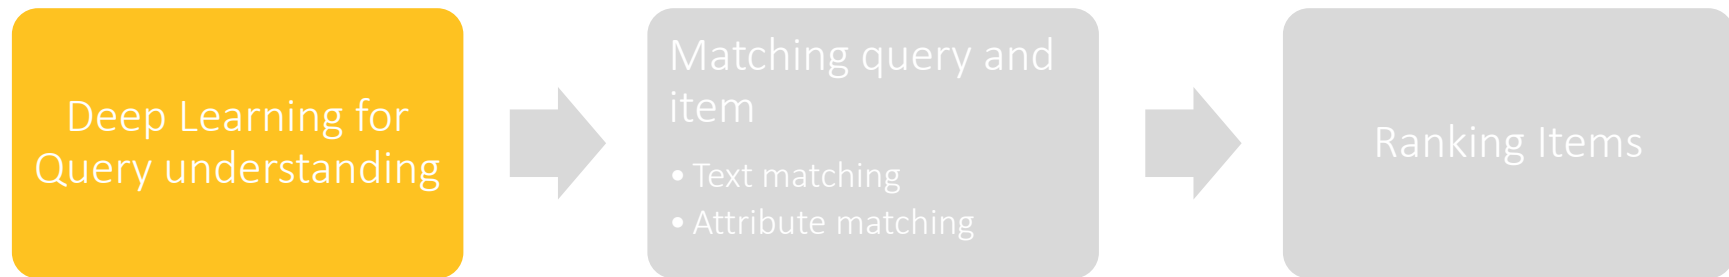 Deep Learning for
Query understanding
Matching query and
item
• Text matching
• Attribute matching
Ranking Items